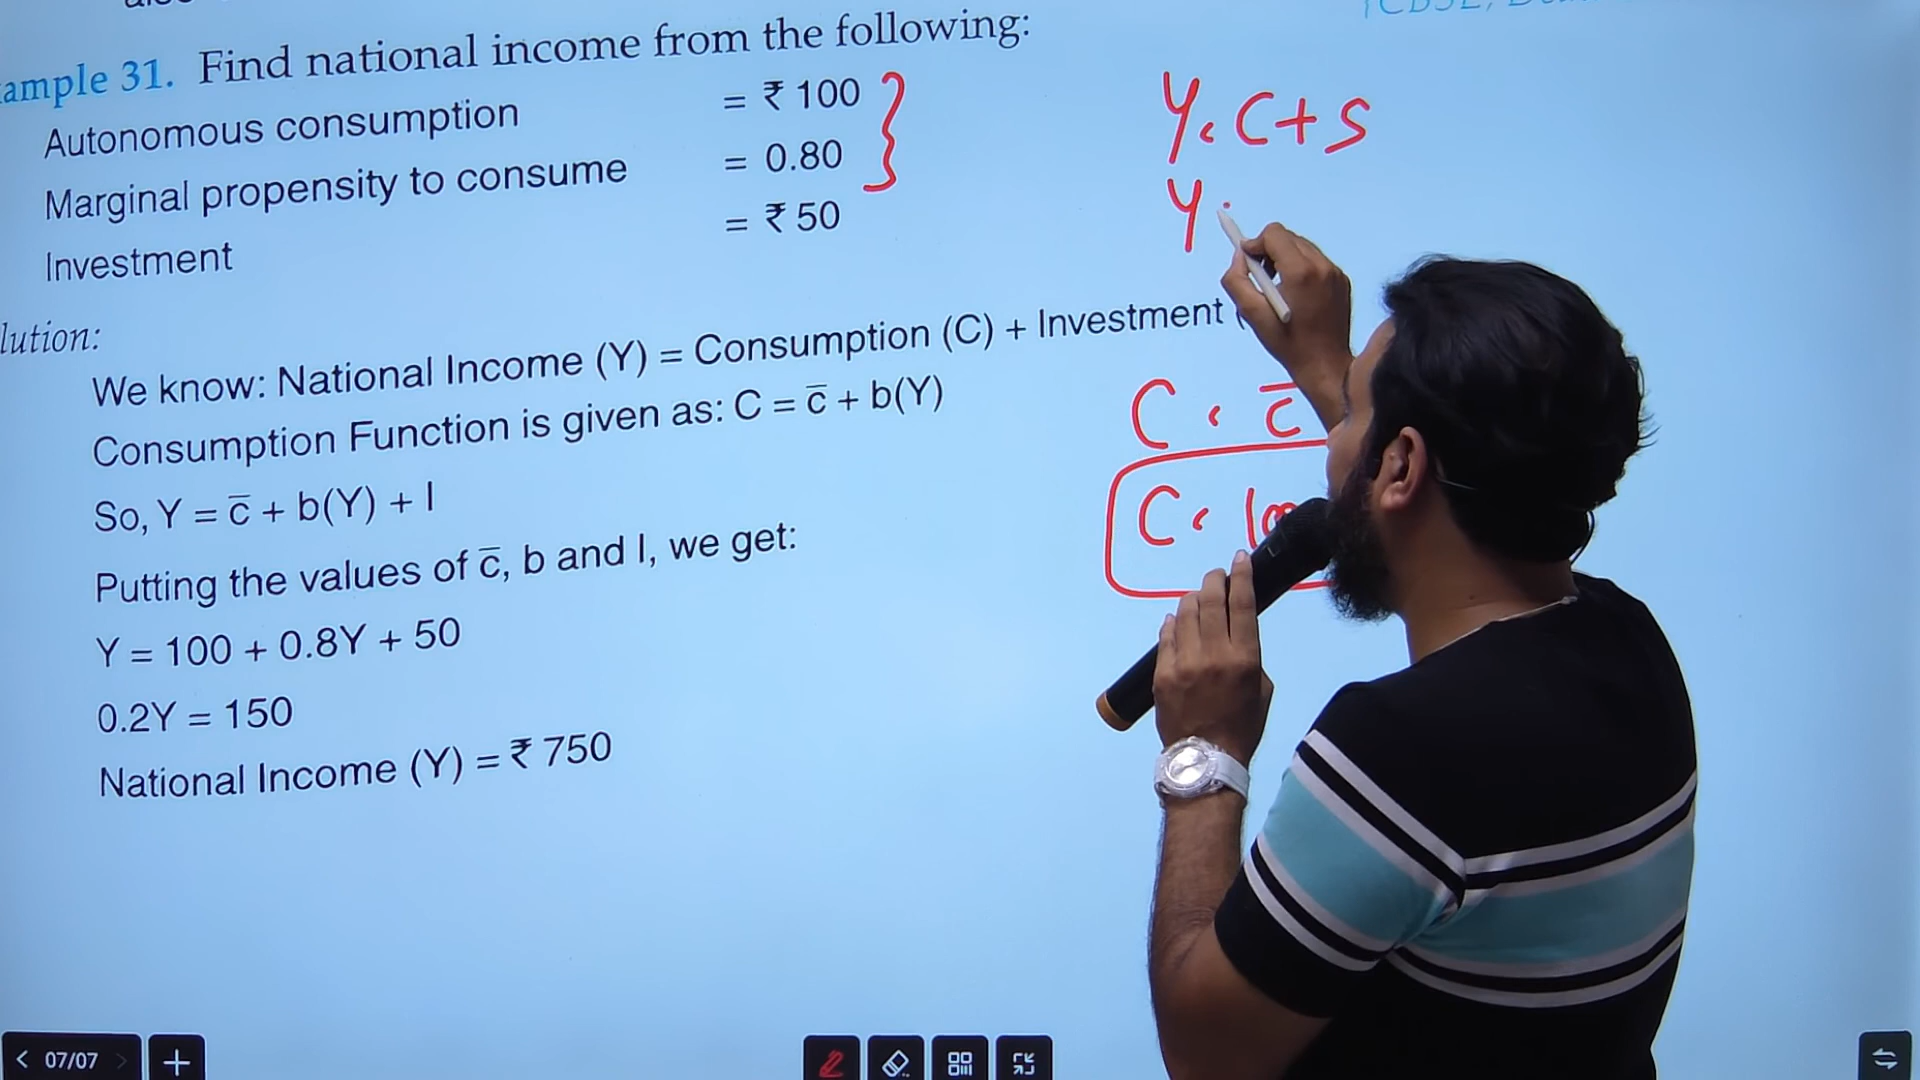 ample 31. Find national income from the following:
Autonomous consumption = ₹ 100
Marginal propensity to consume = 0.80
Investment = ₹ 50
lution:
We know: National Income (Y) = Consumption (C) + Investment (
Consumption Function is given as: C = c̅ + b(Y)
So, Y = c̅ + b(Y) + I
Putting the values of c̅, b and I, we get:
Y = 100 + 0.8Y + 50
0.2Y = 150
National Income (Y) = ₹ 750
Y = C + S
Y
C = c̅
C = 100
07/07